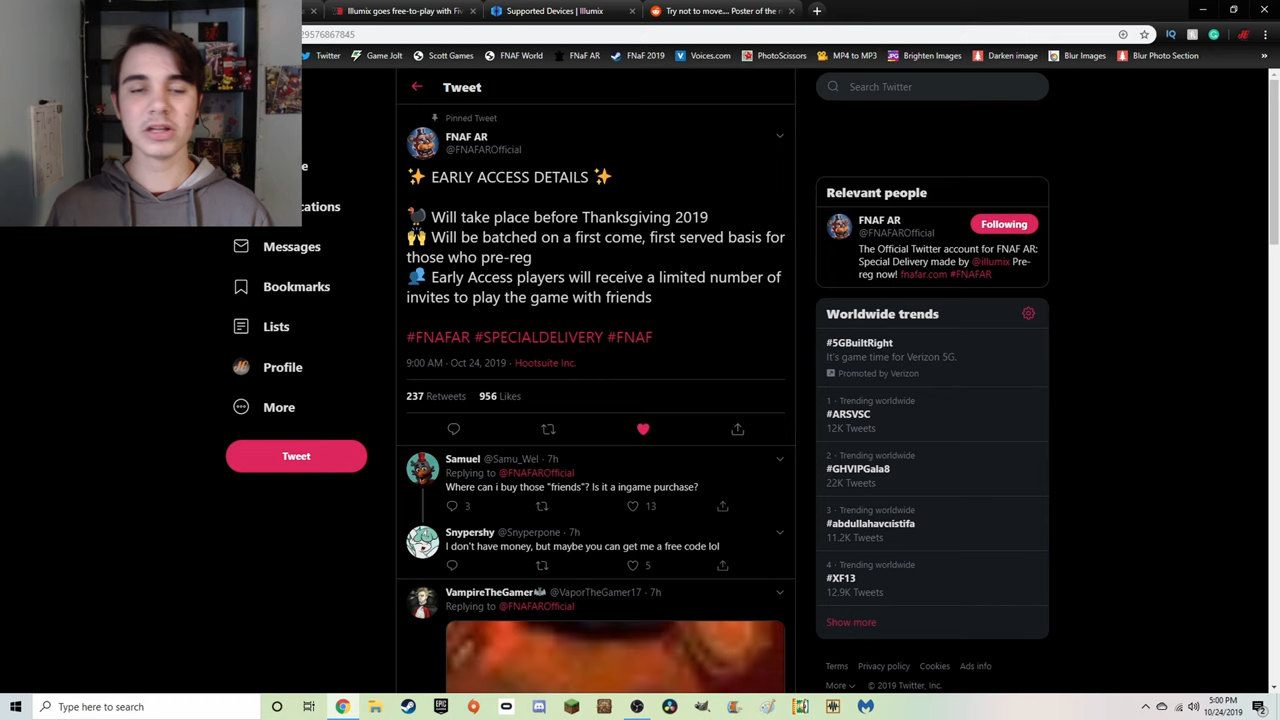 Illumix goes free-to-play with Fi
Supported Devices | Illumix
Try not to move.... Poster of the r
29576867845
Twitter
Game Jolt
Scott Games
FNAF World
FNaF AR
FNaF 2019
Voices.com
PhotoScissors
MP4 to MP3
Brighten Images
Darken image
Blur Images
Blur Photo Section
Tweet
Search Twitter
Pinned Tweet
FNAF AR
@FNAFAROfficial
✨ EARLY ACCESS DETAILS ✨
🦃 Will take place before Thanksgiving 2019
🙌 Will be batched on a first come, first served basis for
those who pre-reg
👥 Early Access players will receive a limited number of
invites to play the game with friends
#FNAFAR #SPECIALDELIVERY #FNAF
9:00 AM · Oct 24, 2019 · Hootsuite Inc.
237 Retweets 956 Likes
Samuel @Samu_Wel · 7h
Replying to @FNAFAROfficial
Where can i buy those "friends"? Is it a ingame purchase?
3
13
Snypershy @Snyperpone · 7h
I don't have money, but maybe you can get me a free code lol
5
VampireTheGamer🦇 @VaporTheGamer17 · 7h
Replying to @FNAFAROfficial
e
cations
Messages
Bookmarks
Lists
Profile
More
Tweet
Relevant people
FNAF AR
@FNAFAROfficial
Following
The Official Twitter account for FNAF AR:
Special Delivery made by @illumix Pre-
reg now! fnafar.com #FNAFAR
Worldwide trends
#5GBuiltRight
It's game time for Verizon 5G.
Promoted by Verizon
1 · Trending worldwide
#ARSVSC
12K Tweets
2 · Trending worldwide
#GHVIPGala8
22K Tweets
3 · Trending worldwide
#abdullahavcıistifa
11.2K Tweets
4 · Trending worldwide
#XF13
12.9K Tweets
Show more
Terms Privacy policy Cookies Ads info
More © 2019 Twitter, Inc.
Type here to search
5:00 PM
10/24/2019
2